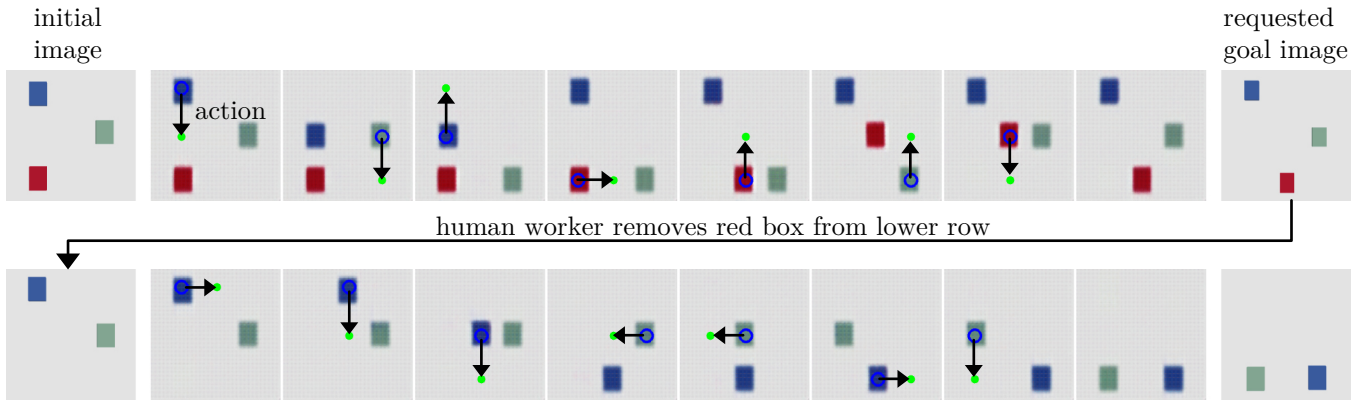 initial
image
requested
goal image
action
human worker removes red box from lower row